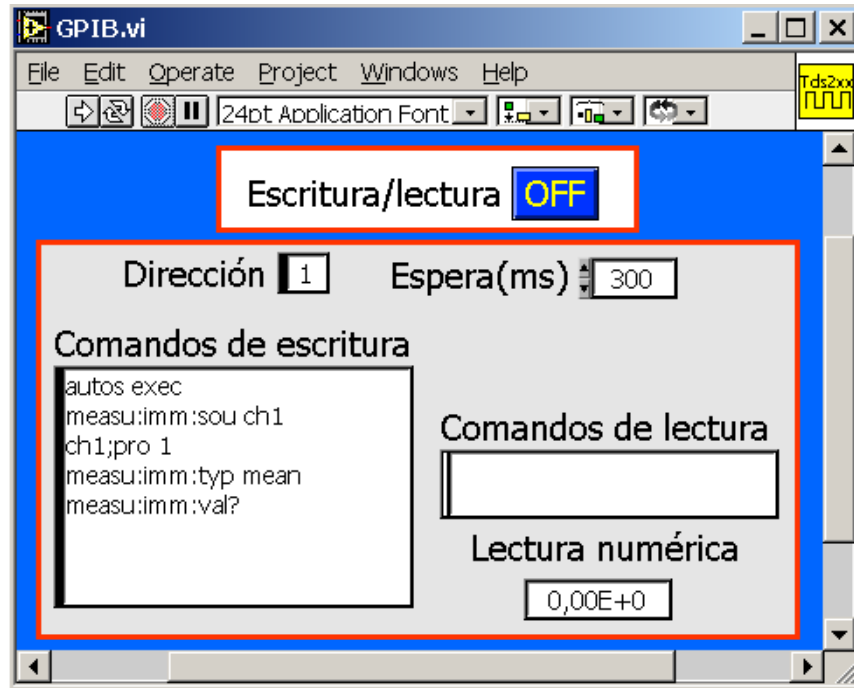 GPIB.vi
File Edit Operate Project Windows Help
24pt Application Font
Tds2xx
Escritura/lectura OFF
Dirección 1 Espera(ms) 300
Comandos de escritura
autos exec
measu:imm:sou ch1
ch1;pro 1
measu:imm:typ mean
measu:imm:val?
Comandos de lectura
Lectura numérica
0,00E+0